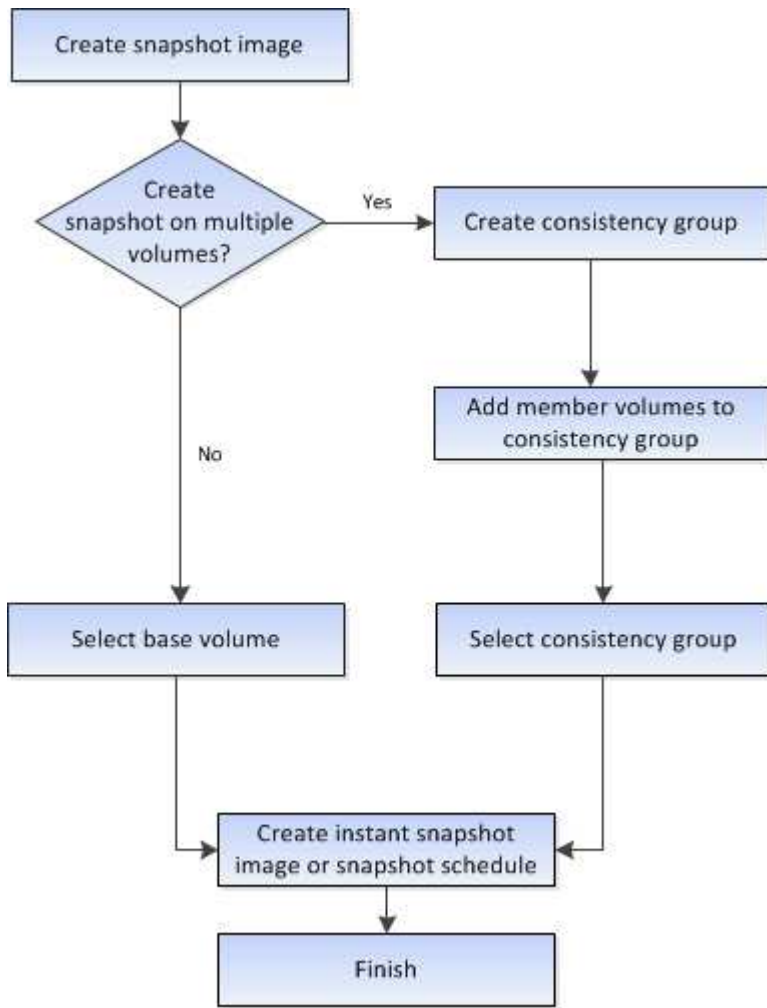 Create snapshot image
Create
snapshot on multiple
volumes?
Yes
Create consistency group
Add member volumes to
consistency group
No
Select base volume
Select consistency group
Create instant snapshot
image or snapshot schedule
Finish